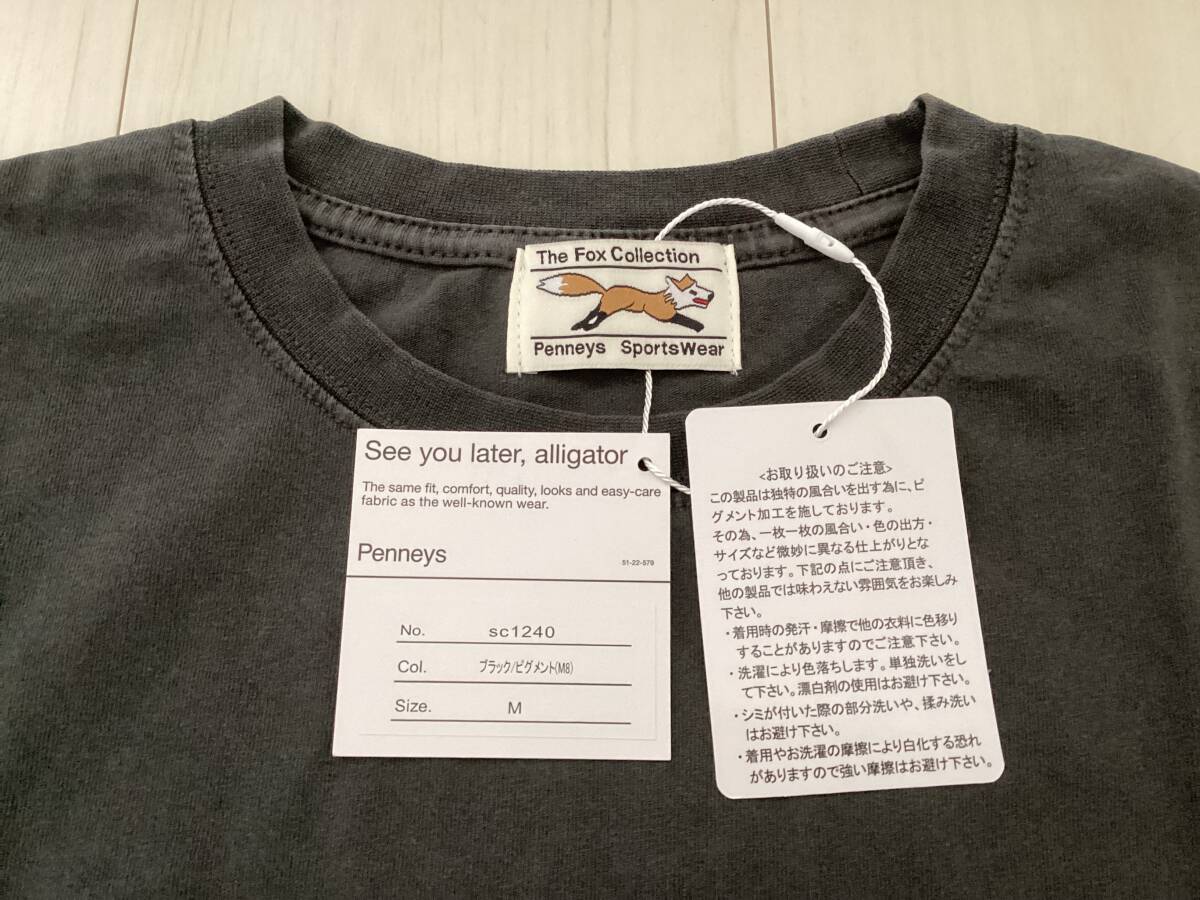 The Fox Collection
Penneys SportsWear
See you later, alligator
The same fit, comfort, quality, looks and easy-care
fabric as the well-known wear.
Penneys
51-22-579
No. sc1240
Col. ブラック/ピグメント(M8)
Size. M
<お取り扱いのご注意>
この製品は独特の風合いを出す為に、ピ
グメント加工を施しております。
その為、一枚一枚の風合い・色の出方・
サイズなど微妙に異なる仕上がりとな
っております。下記の点にご注意頂き、
他の製品では味わえない雰囲気をお楽しみ
下さい。
・着用時の発汗・摩擦で他の衣料に色移り
することがありますのでご注意下さい。
・洗濯により色落ちします。単独洗いをし
て下さい。漂白剤の使用はお避け下さい。
・シミが付いた際の部分洗いや、揉み洗い
はお避け下さい。
・着用やお洗濯の摩擦により白化する恐れ
がありますので強い摩擦はお避け下さい。